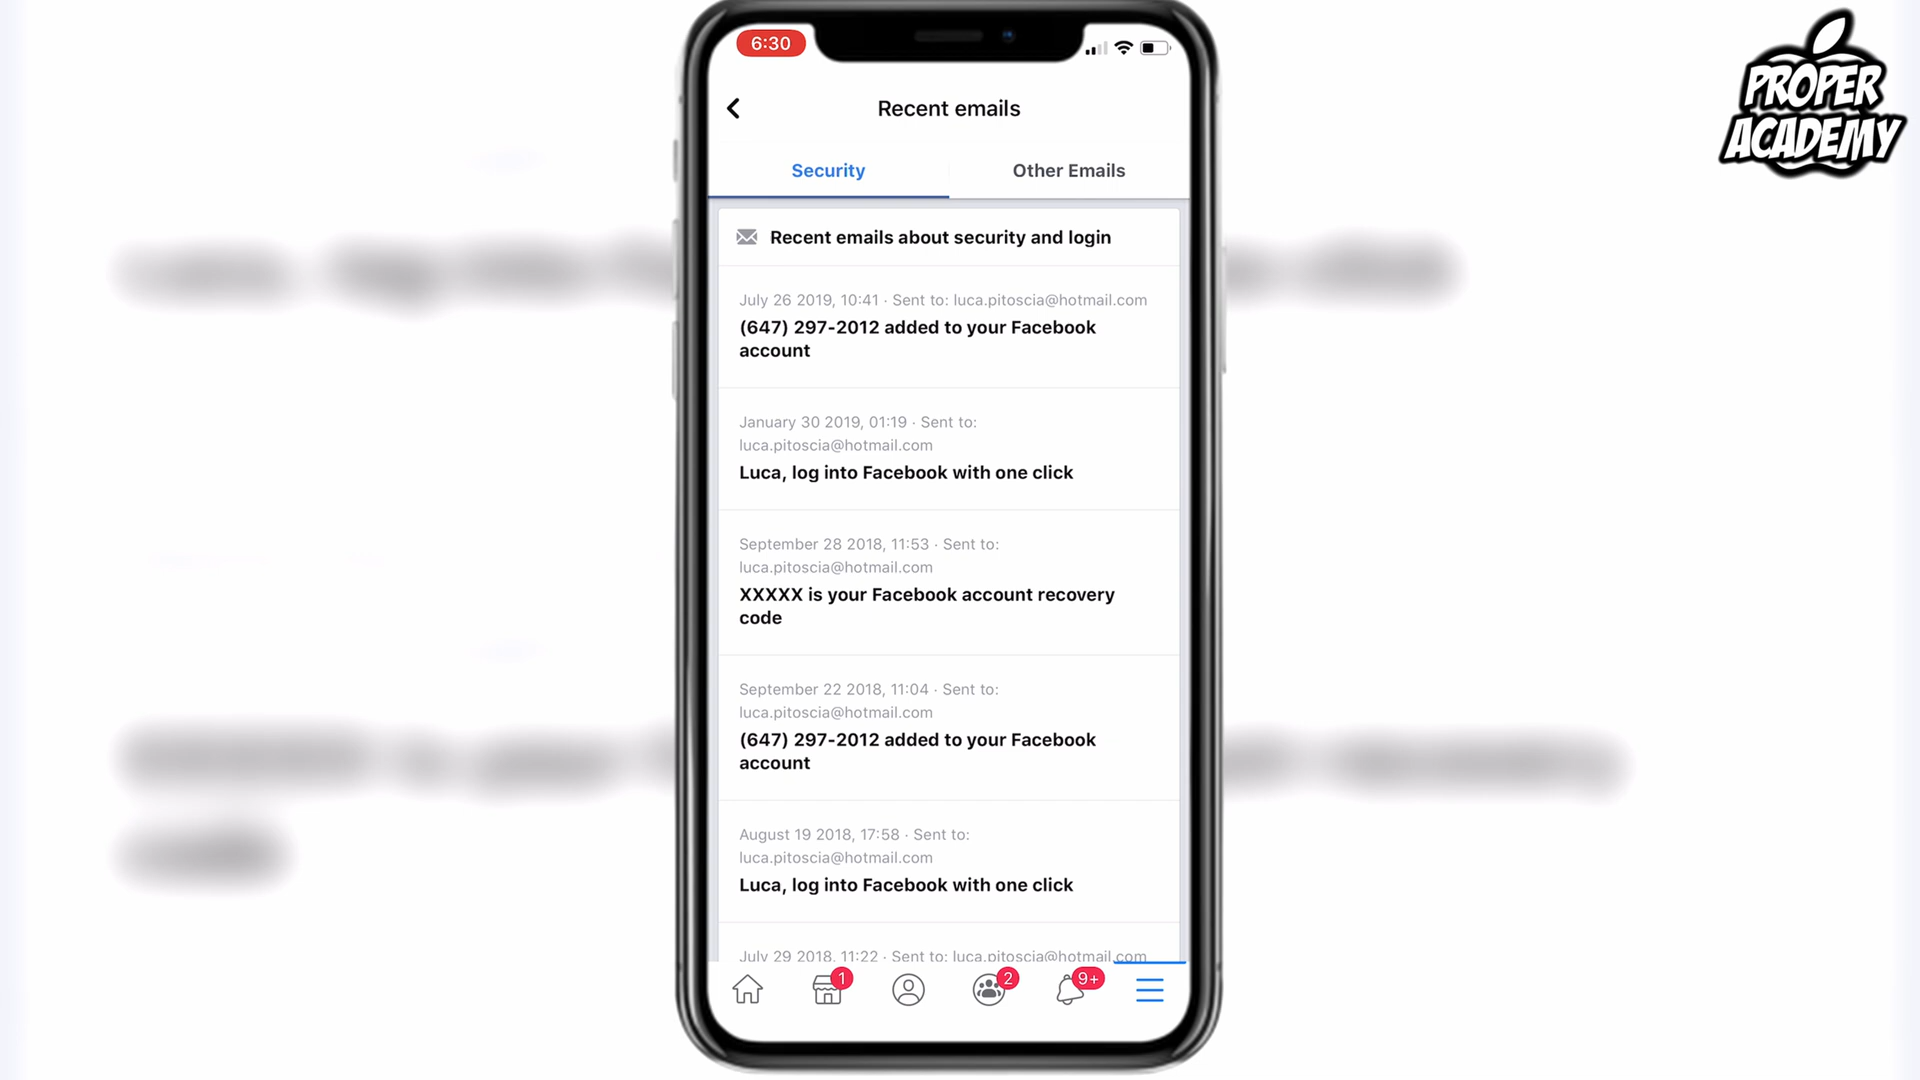 6:30
PROPER
ACADEMY
Recent emails
Security
Other Emails
Recent emails about security and login
July 26 2019, 10:41 · Sent to: luca.pitoscia@hotmail.com
(647) 297-2012 added to your Facebook
account
January 30 2019, 01:19 · Sent to:
luca.pitoscia@hotmail.com
Luca, log into Facebook with one click
September 28 2018, 11:53 · Sent to:
luca.pitoscia@hotmail.com
XXXXX is your Facebook account recovery
code
September 22 2018, 11:04 · Sent to:
luca.pitoscia@hotmail.com
(647) 297-2012 added to your Facebook
account
August 19 2018, 17:58 · Sent to:
luca.pitoscia@hotmail.com
Luca, log into Facebook with one click
July 29 2018, 11:22 · Sent to: luca.pitoscia@hotmail.com
1
2
9+